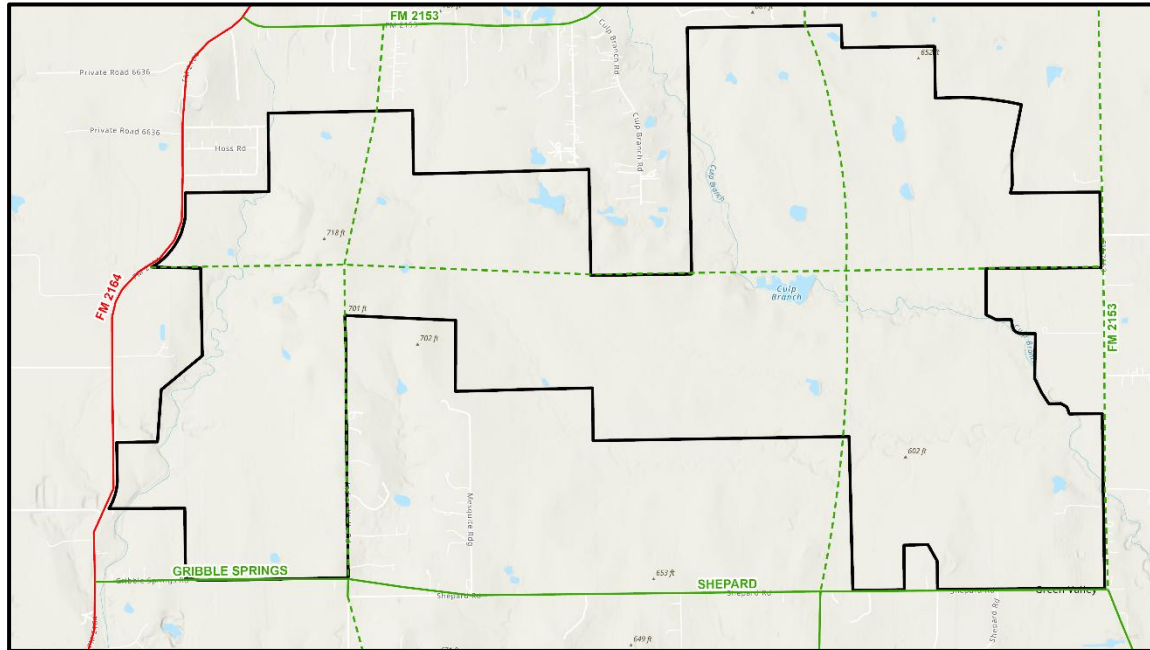 FM 2153
FM 2153
Culp Branch Rd
652 ft
Private Road 6636
Private Road 6636
Hoss Rd
Culp Branch Rd
Culp Branch
718 ft
FM 2164
Culp
Branch
701 ft
702 ft
FM 2153
602 ft
Mesquite Rdg
GRIBBLE SPRINGS
Gribble Springs Rd
653 ft
SHEPARD
Shepard Rd
Shepard Rd
Shepard Rd
Green Valley
Shepard Rd
649 ft